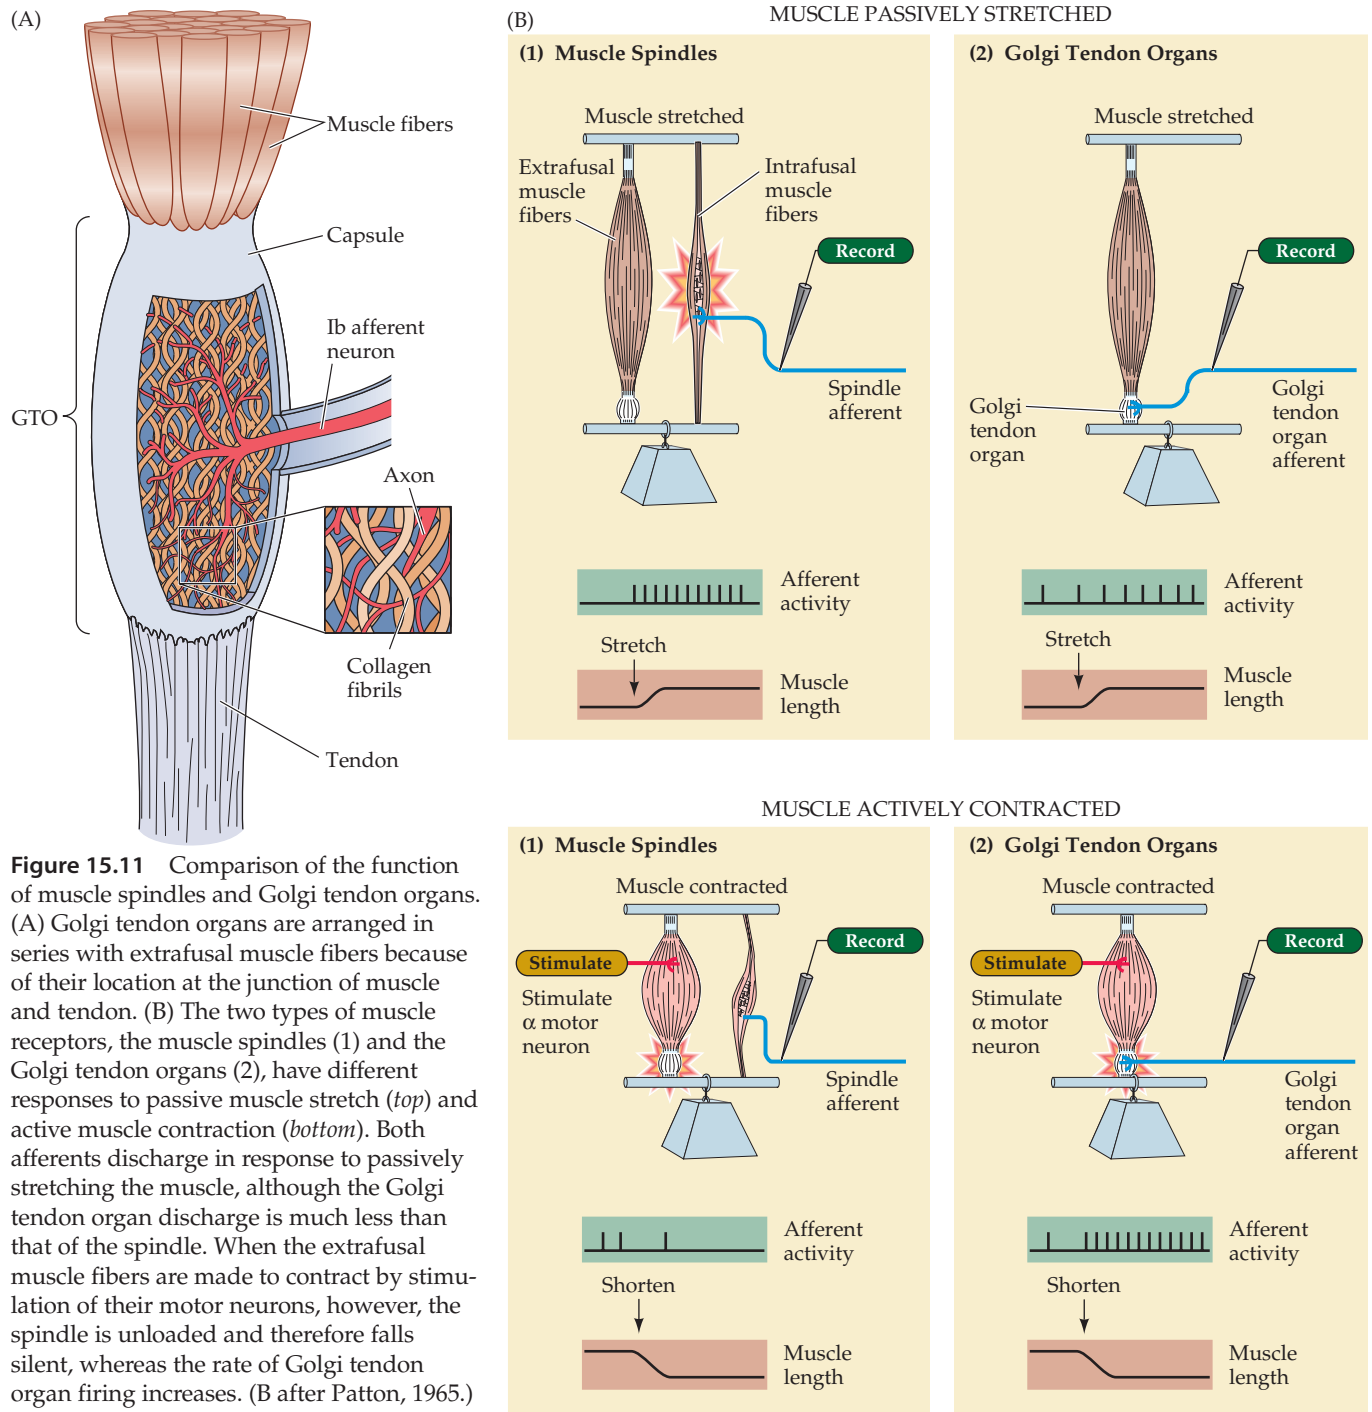 (A)
Muscle fibers
Capsule
Ib afferent
neuron
GTO
Axon
Collagen
fibrils
Tendon
Figure 15.11 Comparison of the function
of muscle spindles and Golgi tendon organs.
(A) Golgi tendon organs are arranged in
series with extrafusal muscle fibers because
of their location at the junction of muscle
and tendon. (B) The two types of muscle
receptors, the muscle spindles (1) and the
Golgi tendon organs (2), have different
responses to passive muscle stretch (top) and
active muscle contraction (bottom). Both
afferents discharge in response to passively
stretching the muscle, although the Golgi
tendon organ discharge is much less than
that of the spindle. When the extrafusal
muscle fibers are made to contract by stimu-
lation of their motor neurons, however, the
spindle is unloaded and therefore falls
silent, whereas the rate of Golgi tendon
organ firing increases. (B after Patton, 1965.)
(B)
MUSCLE PASSIVELY STRETCHED
(1) Muscle Spindles
Muscle stretched
Extrafusal
muscle
fibers
Intrafusal
muscle
fibers
Record
Spindle
afferent
Afferent
activity
Stretch
Muscle
length
(2) Golgi Tendon Organs
Muscle stretched
Record
Golgi
tendon
organ
Golgi
tendon
organ
afferent
Afferent
activity
Stretch
Muscle
length
MUSCLE ACTIVELY CONTRACTED
(1) Muscle Spindles
Muscle contracted
Record
Stimulate
Stimulate
α motor
neuron
Spindle
afferent
Afferent
activity
Shorten
Muscle
length
(2) Golgi Tendon Organs
Muscle contracted
Record
Stimulate
Stimulate
α motor
neuron
Golgi
tendon
organ
afferent
Afferent
activity
Shorten
Muscle
length